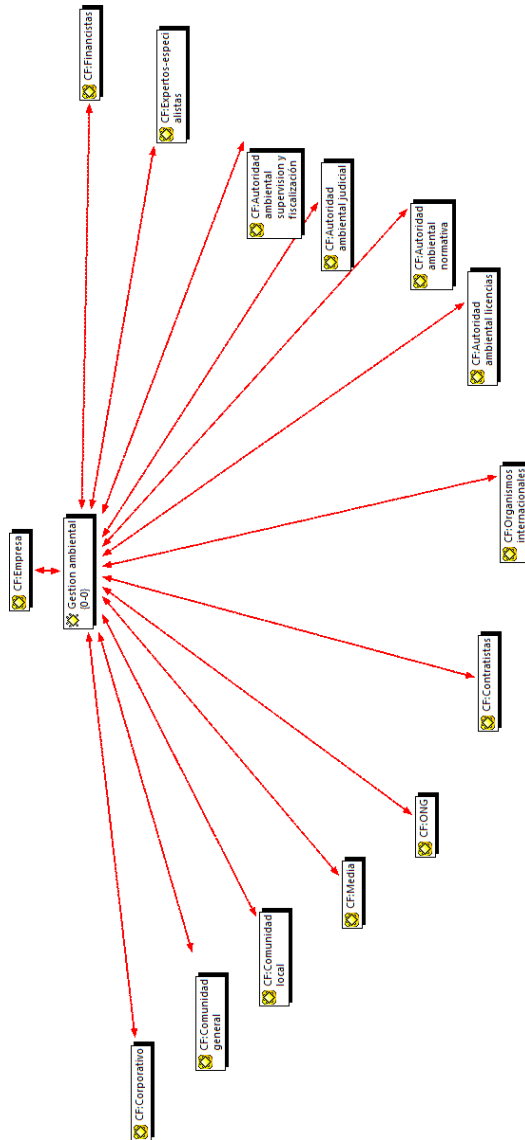 CF:Empresa
Gestion ambiental
{0-0}
CF:Corporativo
CF:Comunidad
general
CF:Comunidad
local
CF:Media
CF:ONG
CF:Contratistas
CF:Organismos
internacionales
CF:Autoridad
ambiental licencias
CF:Autoridad
ambiental
normativa
CF:Autoridad
ambiental judicial
CF:Autoridad
ambiental
supervision y
fiscalización
CF:Expertos-especi
alistas
CF:Financistas